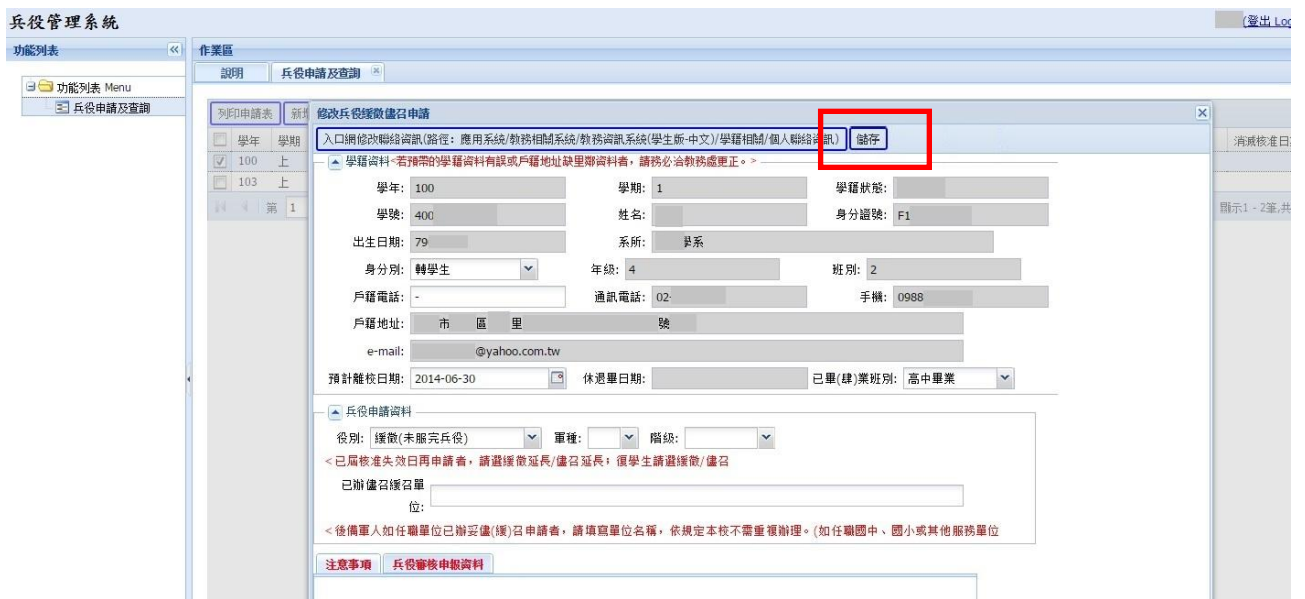 兵役管理系統
(登出 Log
功能列表
作業區
說明
兵役申請及查詢
功能列表 Menu
兵役申請及查詢
列印申請表 新增
修改兵役緩徵儘召申請
入口網修改聯絡資訊(路徑: 應用系統/教務相關系統/教務資訊系統(學生版-中文)/學籍相關/個人聯絡資訊)
儲存
學年 學期
消滅核准日
100 上
103 上
第 1
顯示1 - 2筆,共
學籍資料<若預帶的學籍資料有誤或戶籍地址缺里鄰資料者，請務必洽教務處更正。>
學年: 100 學期: 1 學籍狀態:
學號: 400 姓名: 身分證號: F1
出生日期: 79 系所: 學系
身分別: 轉學生 年級: 4 班別: 2
戶籍電話: - 通訊電話: 02- 手機: 0988
戶籍地址: 市 區 里 號
e-mail: @yahoo.com.tw
預計離校日期: 2014-06-30 休退畢日期: 已畢(肄)業班別: 高中畢業
兵役申請資料
役別: 緩徵(未服完兵役) 軍種: 階級:
<已屆核准失效日再申請者，請選緩徵延長/儘召延長；復學生請選緩徵/儘召
已辦儘召緩召單
位:
<後備軍人如任職單位已辦妥儘(緩)召申請者，請填寫單位名稱，依規定本校不需重複辦理。(如任職國中、國小或其他服務單位
注意事項 兵役審核申報資料